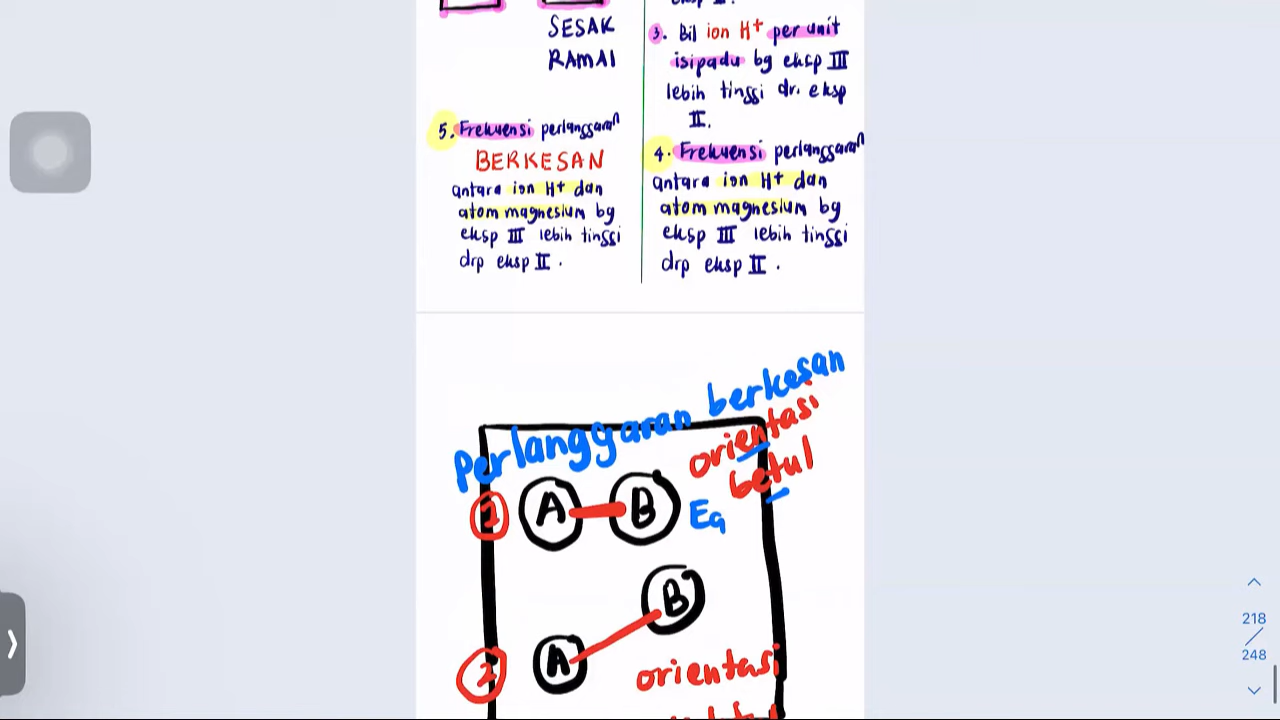 SESAK
RAMAI
5. Frekuensi perlanggaran
BERKESAN
antara ion H+ dan
atom magnesium bg
eksp III lebih tinggi
drp eksp II.
3. Bil ion H+ per unit
isipadu bg eksp III
lebih tinggi dr. eksp
II.
4. Frekuensi perlanggaran
antara ion H+ dan
atom magnesium bg
eksp III lebih tinggi
drp eksp II.
Perlanggaran berkesan
orientasi
betul
1 A B Ea
B
2 A
orientasi
218
248